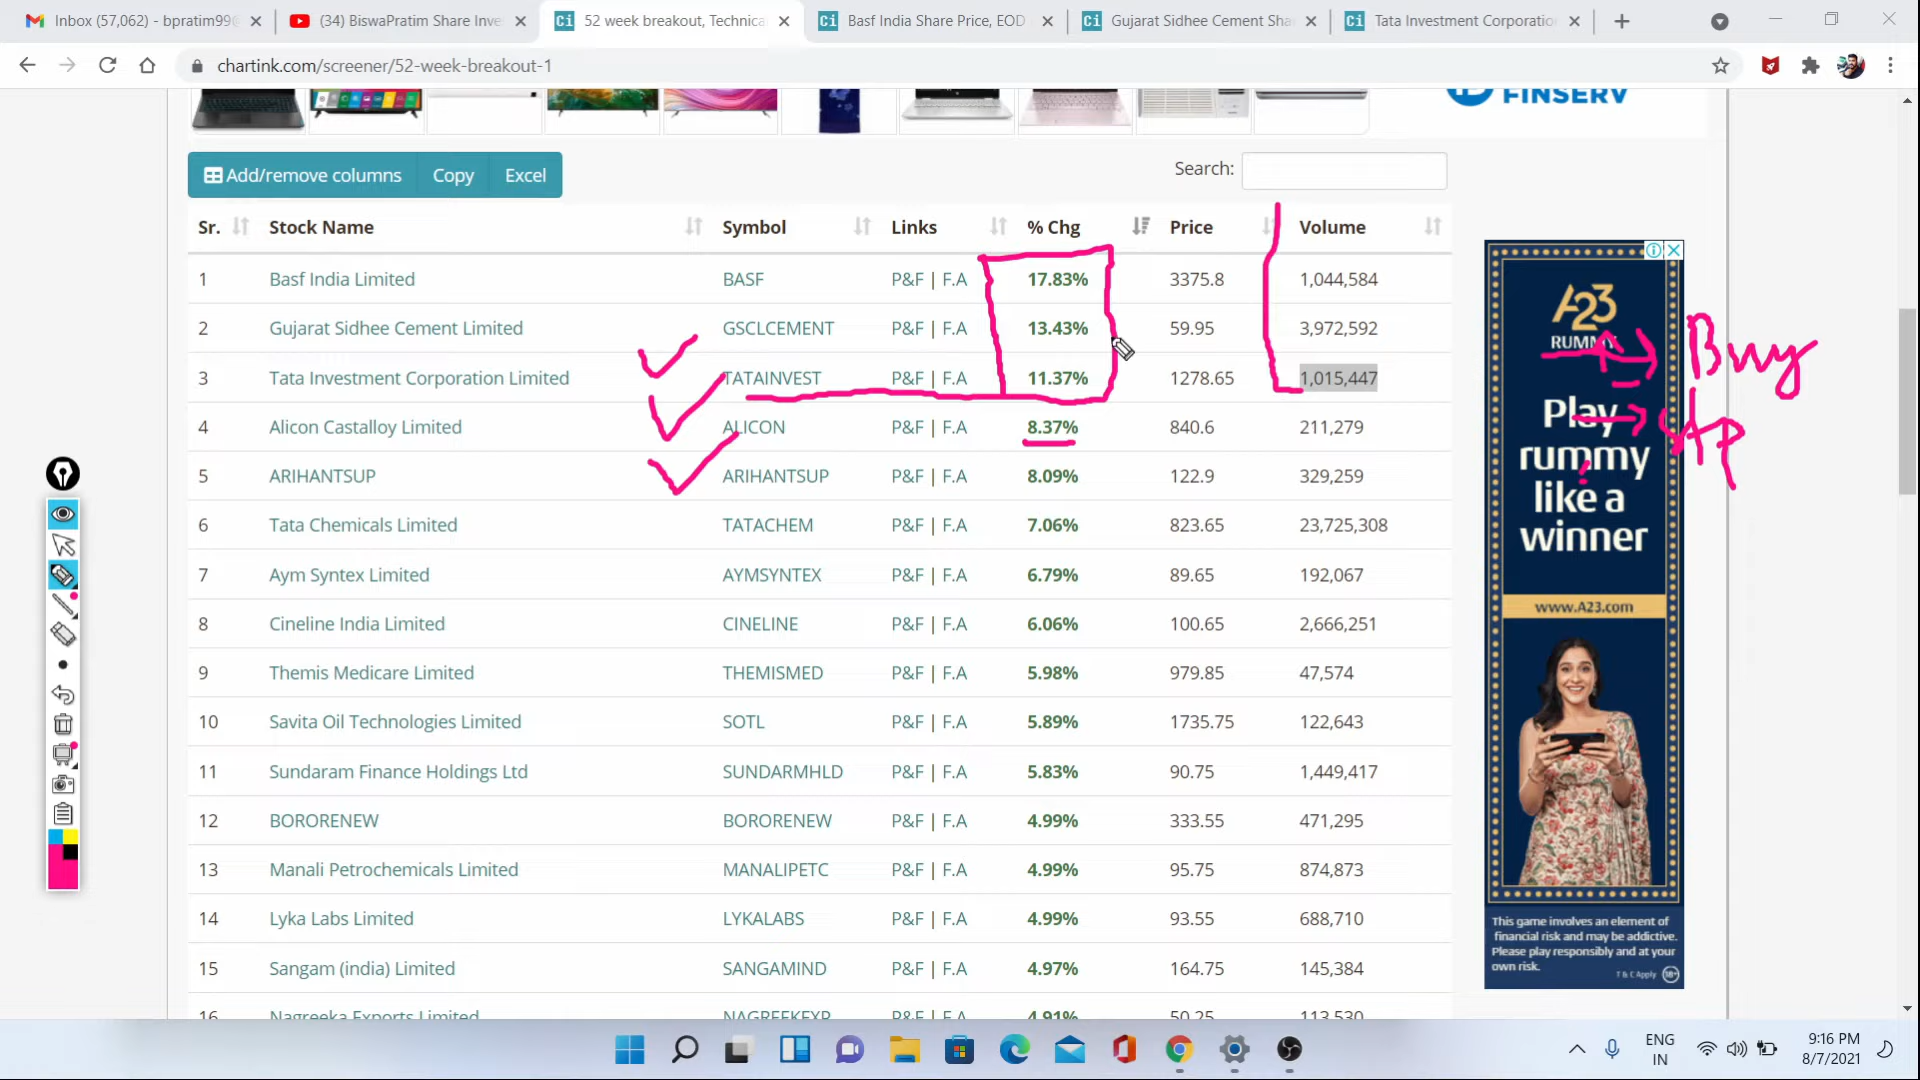 Inbox (57,062) - bpratim99@
(34) BiswaPratim Share Inve
52 week breakout, Technica
Basf India Share Price, EOD
Gujarat Sidhee Cement Sha
Tata Investment Corporatio
chartink.com/screener/52-week-breakout-1
FINSERV
Add/remove columns Copy Excel
Search:
Sr. Stock Name Symbol Links % Chg Price Volume
1 Basf India Limited BASF P&F | F.A 17.83% 3375.8 1,044,584
2 Gujarat Sidhee Cement Limited GSCLCEMENT P&F | F.A 13.43% 59.95 3,972,592
3 Tata Investment Corporation Limited TATAINVEST P&F | F.A 11.37% 1278.65 1,015,447
4 Alicon Castalloy Limited ALICON P&F | F.A 8.37% 840.6 211,279
5 ARIHANTSUP ARIHANTSUP P&F | F.A 8.09% 122.9 329,259
6 Tata Chemicals Limited TATACHEM P&F | F.A 7.06% 823.65 23,725,308
7 Aym Syntex Limited AYMSYNTEX P&F | F.A 6.79% 89.65 192,067
8 Cineline India Limited CINELINE P&F | F.A 6.06% 100.65 2,666,251
9 Themis Medicare Limited THEMISMED P&F | F.A 5.98% 979.85 47,574
10 Savita Oil Technologies Limited SOTL P&F | F.A 5.89% 1735.75 122,643
11 Sundaram Finance Holdings Ltd SUNDARMHLD P&F | F.A 5.83% 90.75 1,449,417
12 BORORENEW BORORENEW P&F | F.A 4.99% 333.55 471,295
13 Manali Petrochemicals Limited MANALIPETC P&F | F.A 4.99% 95.75 874,873
14 Lyka Labs Limited LYKALABS P&F | F.A 4.99% 93.55 688,710
15 Sangam (india) Limited SANGAMIND P&F | F.A 4.97% 164.75 145,384
16 Nagreeka Exports Limited NAGREEKEXP P&F | F.A 4.91% 50.25 113,530
A23
RUMMY
Buy
Play
rummy
like a
winner
www.A23.com
This game involves an element of
financial risk and may be addictive.
Please play responsibly and at your
own risk.
T & C Apply 18+
ENG
IN
9:16 PM
8/7/2021